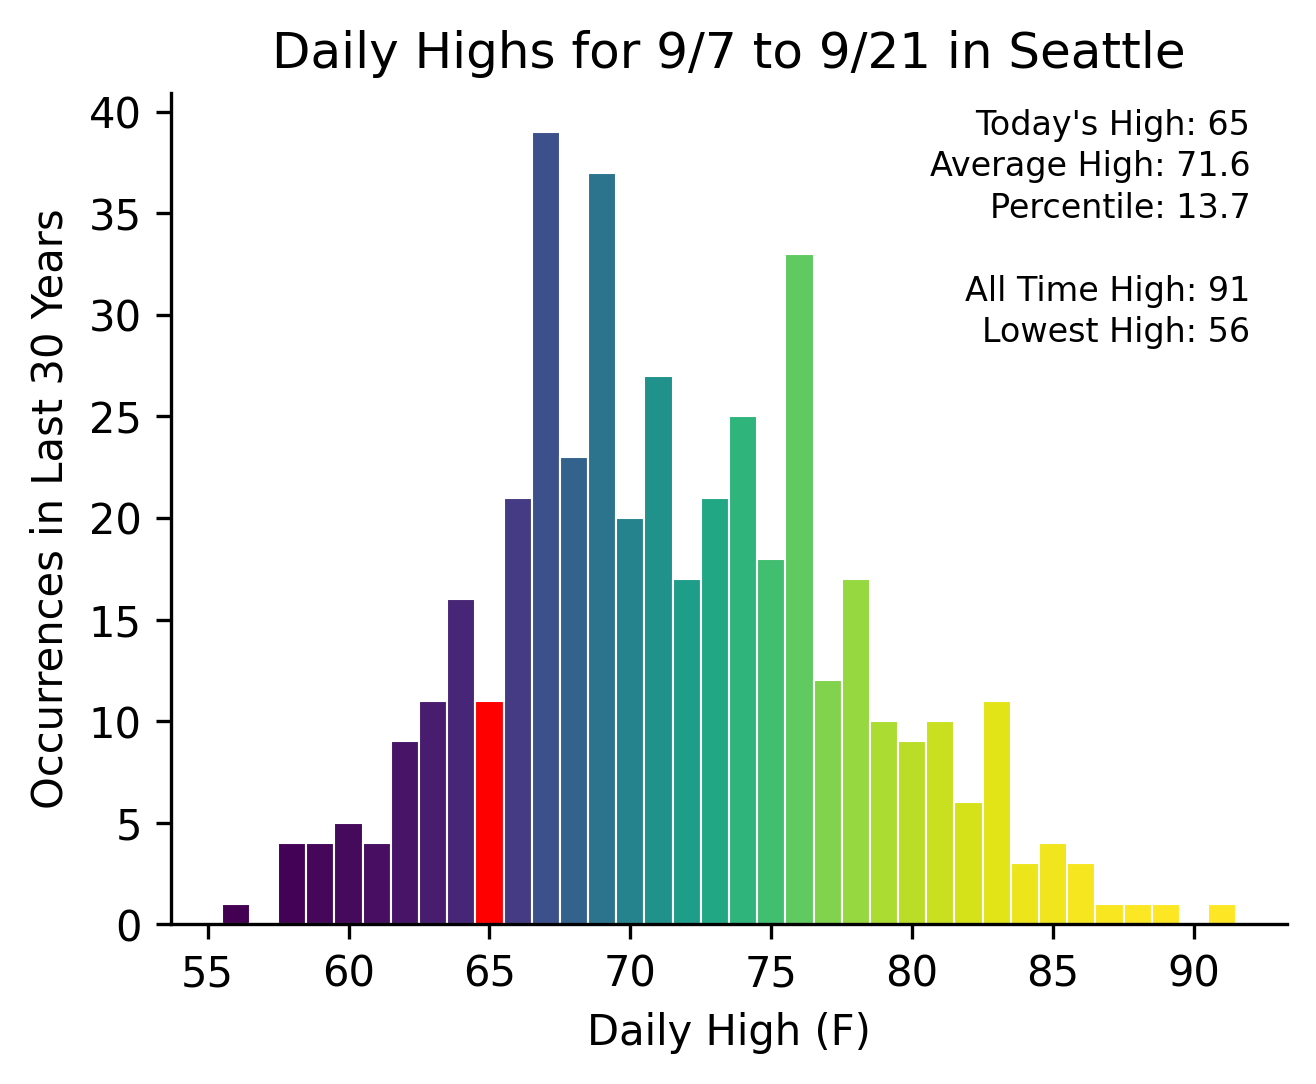 Daily Highs for 9/7 to 9/21 in Seattle
Today's High: 65
Average High: 71.6
Percentile: 13.7
All Time High: 91
Lowest High: 56
Occurrences in Last 30 Years
40
35
30
25
20
15
10
5
0
55 60 65 70 75 80 85 90
Daily High (F)